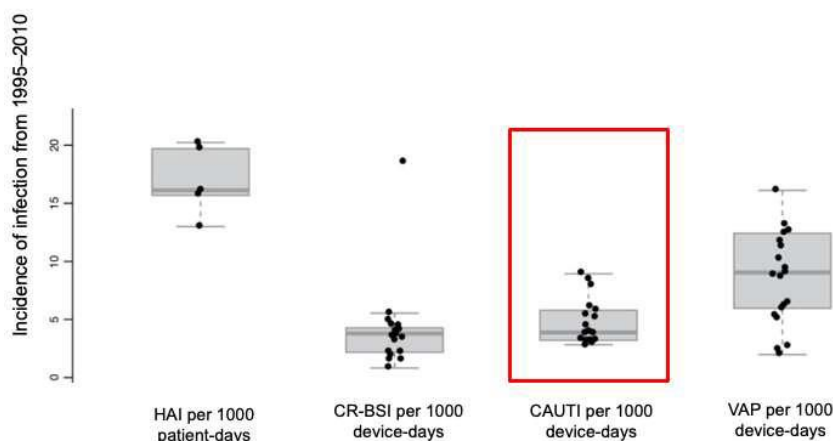 Incidence of infection from 1995–2010
20
15
10
5
0
HAI per 1000
patient-days
CR-BSI per 1000
device-days
CAUTI per 1000
device-days
VAP per 1000
device-days